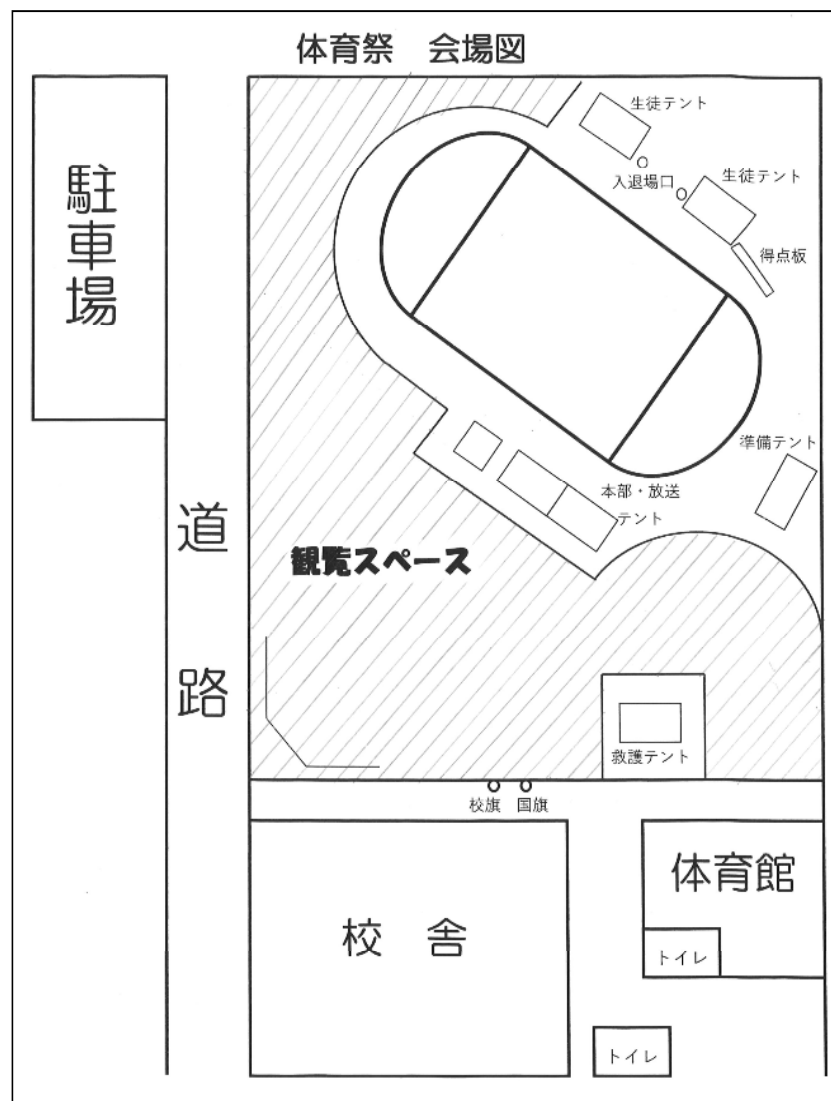 体育祭　会場図
駐車場
道路
生徒テント
入退場口
生徒テント
得点板
準備テント
本部・放送
テント
観覧スペース
救護テント
校旗　国旗
体育館
校　舎
トイレ
トイレ